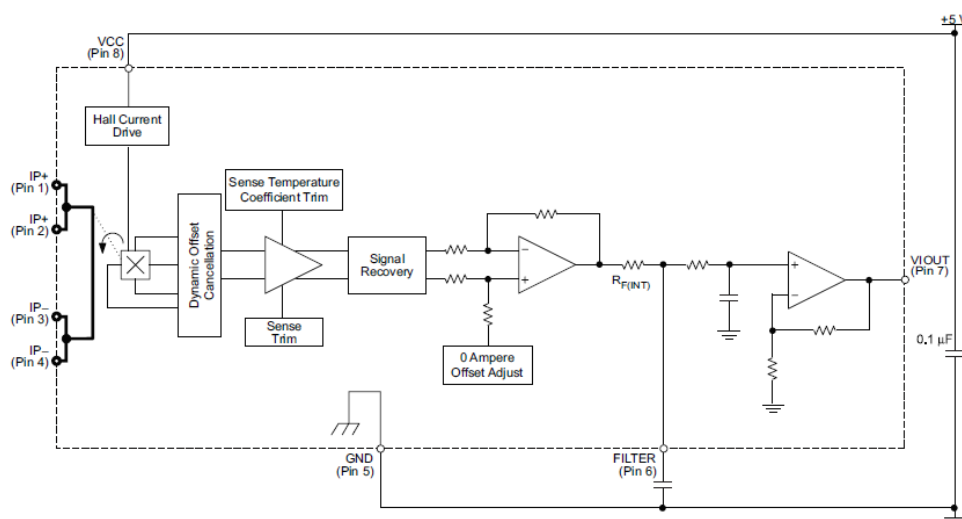 +5 V
VCC
(Pin 8)
Hall Current
Drive
IP+
(Pin 1)
IP+
(Pin 2)
IP−
(Pin 3)
IP−
(Pin 4)
Dynamic Offset
Cancellation
Sense Temperature
Coefficient Trim
Sense
Trim
Signal
Recovery
0 Ampere
Offset Adjust
−
+
RF(INT)
+
−
VIOUT
(Pin 7)
0.1 µF
GND
(Pin 5)
FILTER
(Pin 6)